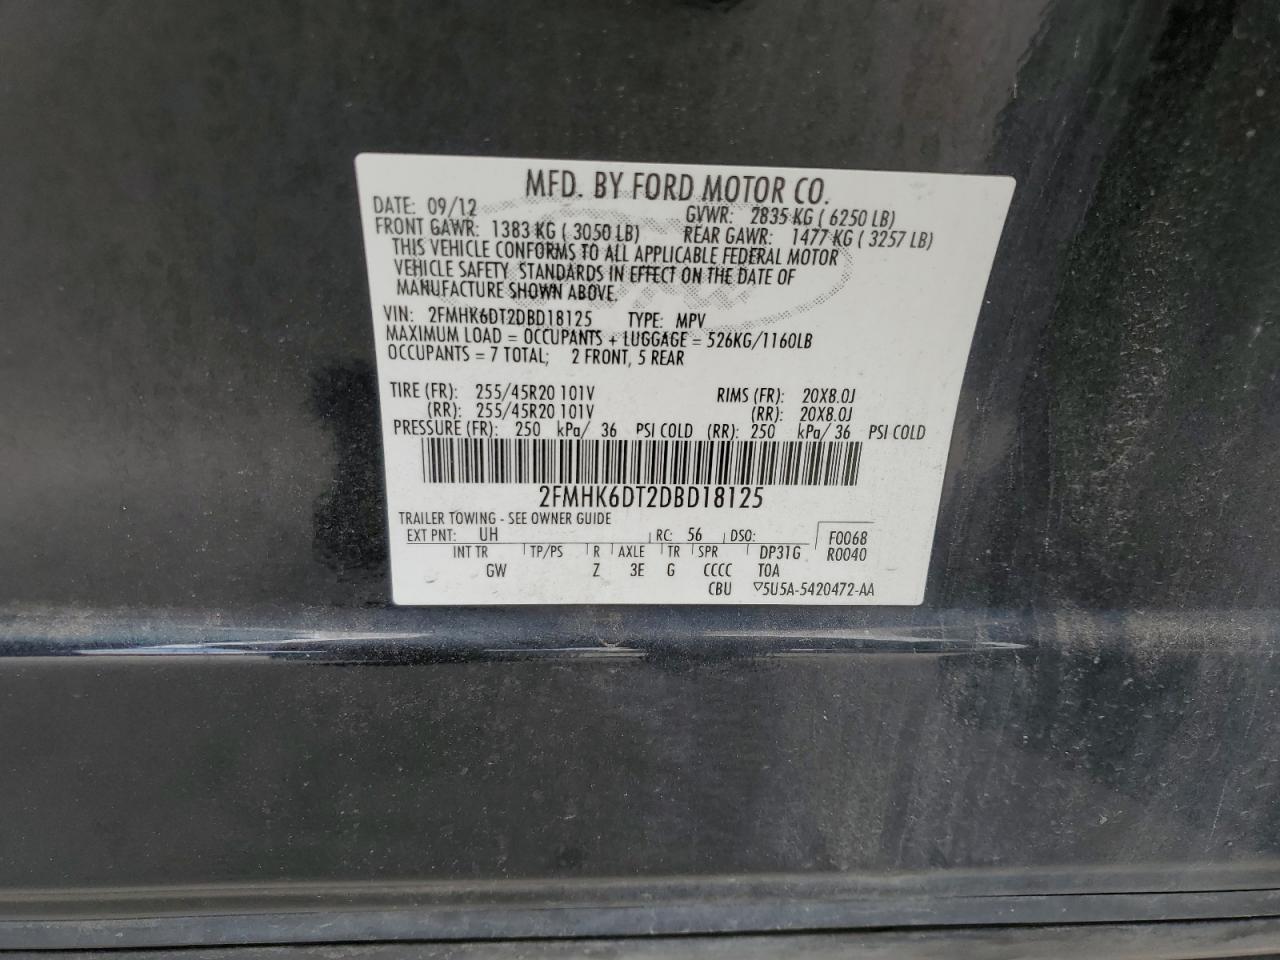 MFD. BY FORD MOTOR CO.
DATE: 09/12 GVWR: 2835 KG ( 6250 LB)
FRONT GAWR: 1383 KG ( 3050 LB) REAR GAWR: 1477 KG ( 3257 LB)
THIS VEHICLE CONFORMS TO ALL APPLICABLE FEDERAL MOTOR
VEHICLE SAFETY STANDARDS IN EFFECT ON THE DATE OF
MANUFACTURE SHOWN ABOVE.
VIN: 2FMHK6DT2DBD18125 TYPE: MPV
MAXIMUM LOAD = OCCUPANTS + LUGGAGE = 526KG/1160LB
OCCUPANTS = 7 TOTAL; 2 FRONT, 5 REAR
TIRE (FR): 255/45R20 101V RIMS (FR): 20X8.0J
(RR): 255/45R20 101V (RR): 20X8.0J
PRESSURE (FR): 250 kPa/ 36 PSI COLD (RR): 250 kPa/ 36 PSI COLD
2FMHK6DT2DBD18125
TRAILER TOWING - SEE OWNER GUIDE
EXT PNT: UH RC: 56 DSO: F0068
INT TR TP/PS R AXLE TR SPR DP31G R0040
GW Z 3E G CCCC T0A
CBU ▽5U5A-5420472-AA